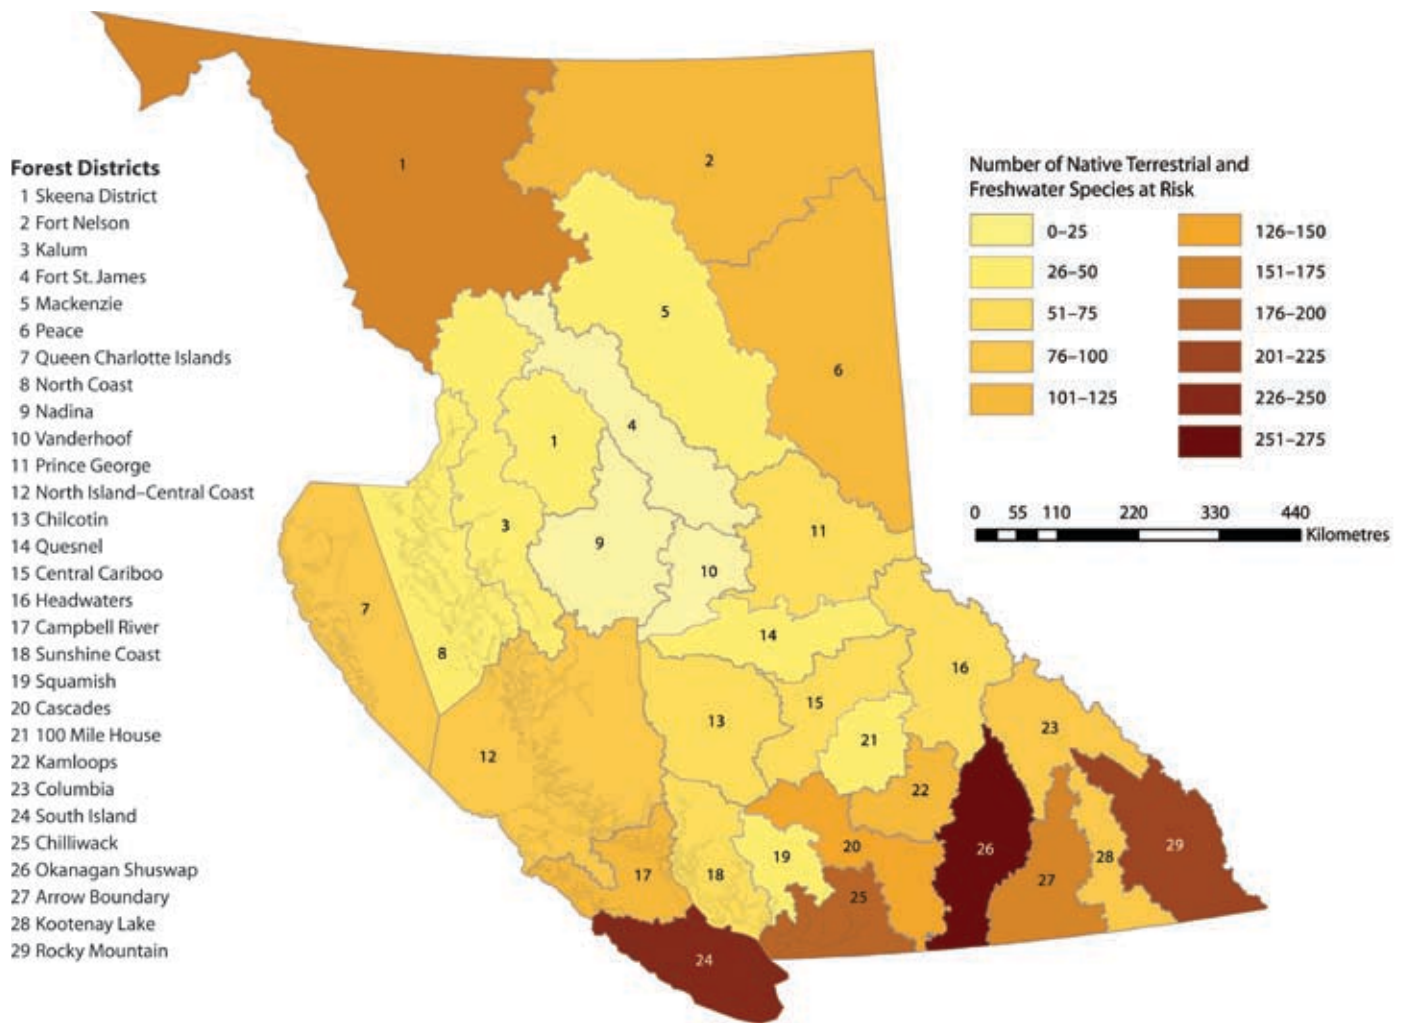 Forest Districts
1 Skeena District
2 Fort Nelson
3 Kalum
4 Fort St. James
5 Mackenzie
6 Peace
7 Queen Charlotte Islands
8 North Coast
9 Nadina
10 Vanderhoof
11 Prince George
12 North Island–Central Coast
13 Chilcotin
14 Quesnel
15 Central Cariboo
16 Headwaters
17 Campbell River
18 Sunshine Coast
19 Squamish
20 Cascades
21 100 Mile House
22 Kamloops
23 Columbia
24 South Island
25 Chilliwack
26 Okanagan Shuswap
27 Arrow Boundary
28 Kootenay Lake
29 Rocky Mountain
1
2
5
6
4
1
3
9
10
11
7
8
14
16
15
13
12
21
23
22
19
20
26
28
29
17
18
25
27
24
Number of Native Terrestrial and
Freshwater Species at Risk
0–25
26–50
51–75
76–100
101–125
126–150
151–175
176–200
201–225
226–250
251–275
0 55 110 220 330 440
Kilometres